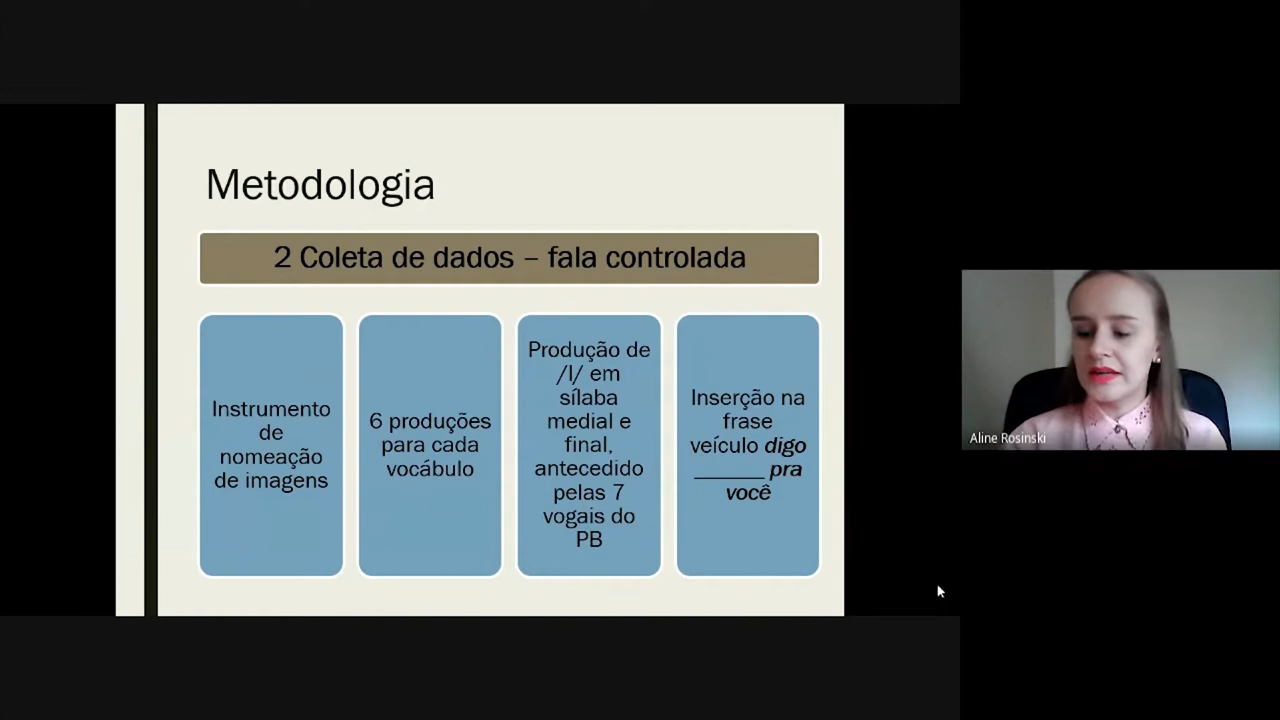 Metodologia
2 Coleta de dados – fala controlada
Instrumento
de
nomeação
de imagens
6 produções
para cada
vocábulo
Produção de
/l/ em
sílaba
medial e
final,
antecedido
pelas 7
vogais do
PB
Inserção na
frase
veículo digo
______ pra
você
Aline Rosinski